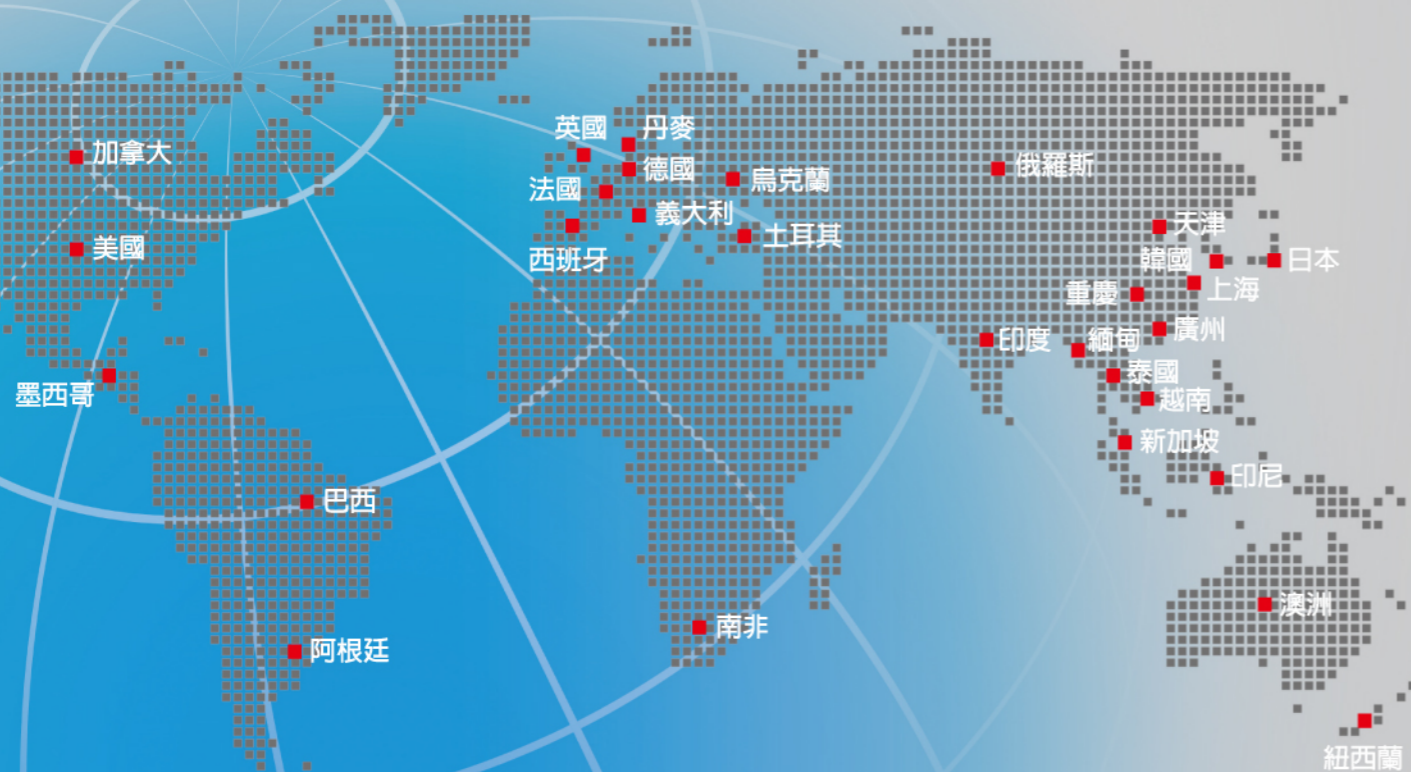 英國
丹麥
加拿大
德國
俄羅斯
法國
烏克蘭
義大利
天津
土耳其
美國
西班牙
韓國
日本
重慶
上海
廣州
印度
緬甸
泰國
墨西哥
越南
新加坡
印尼
巴西
澳洲
南非
阿根廷
紐西蘭